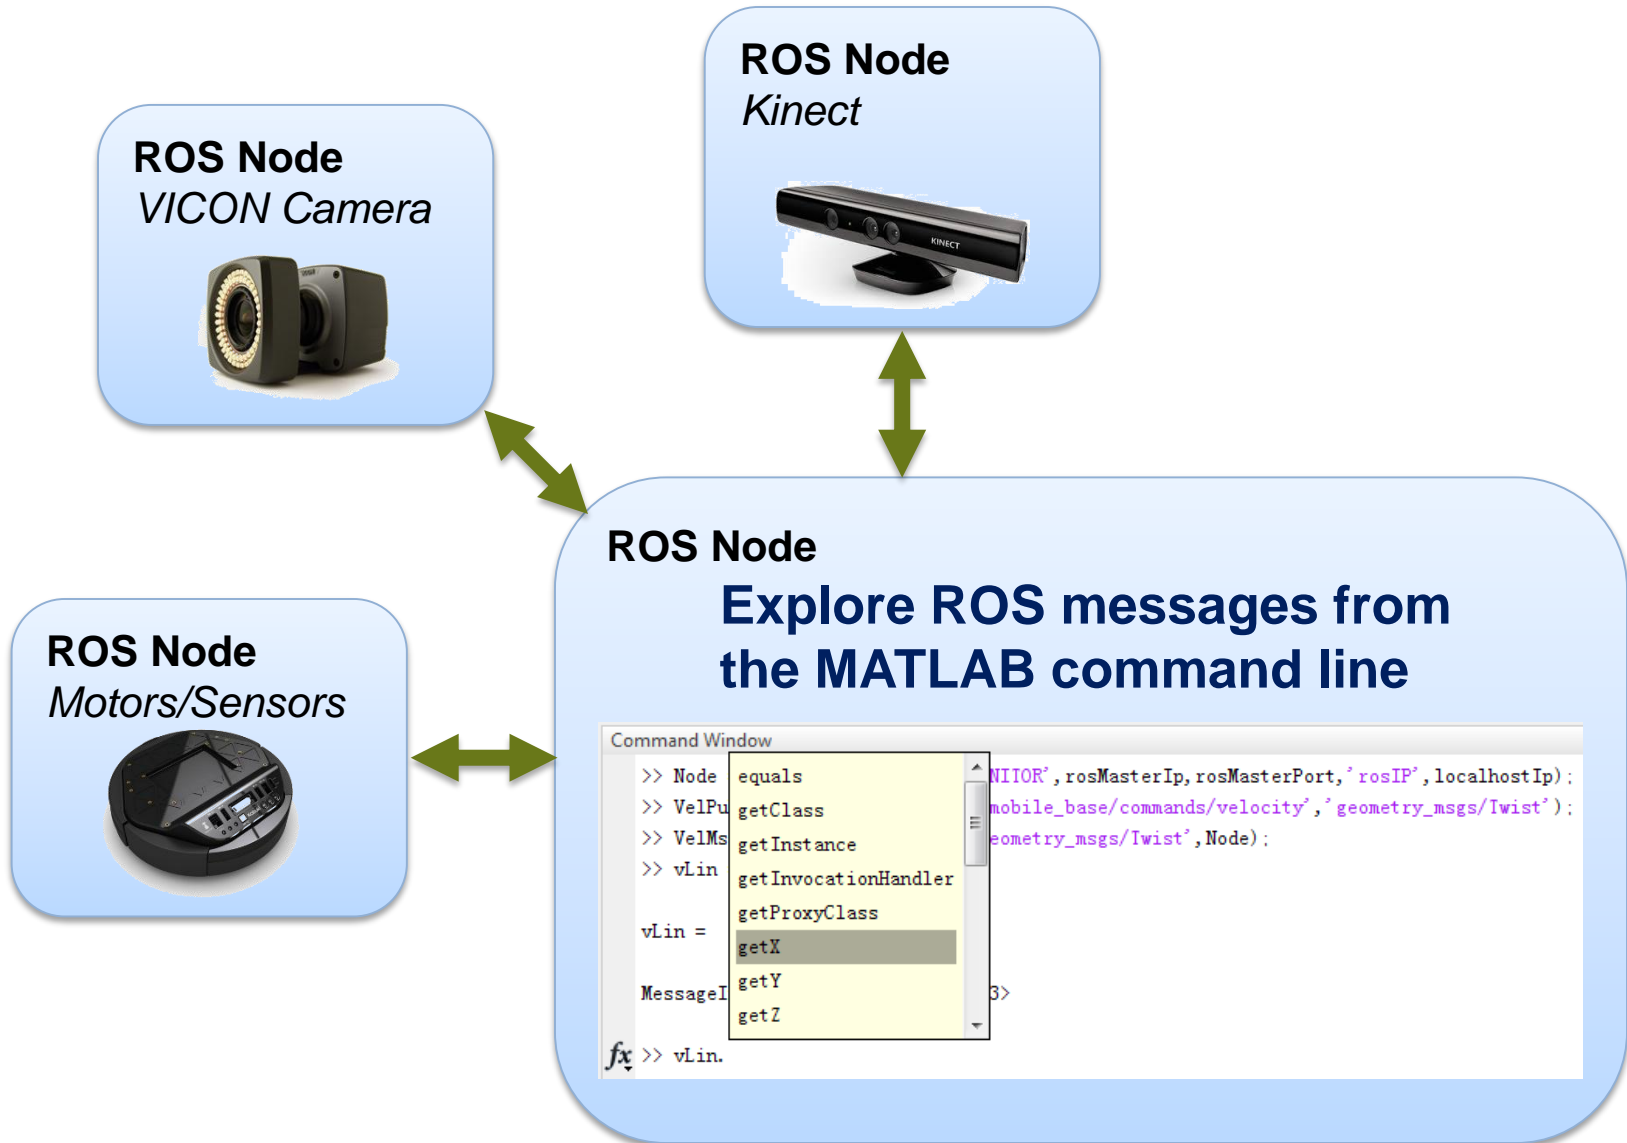 ROS Node
Kinect
KINECT
ROS Node
VICON Camera
ROS Node
Explore ROS messages from
the MATLAB command line
ROS Node
Motors/Sensors
Command Window
>> Node NITOR',rosMasterIp,rosMasterPort,'rosIP',localhostIp);
>> VelPu mobile_base/commands/velocity','geometry_msgs/Twist');
>> VelMs eometry_msgs/Twist',Node);
>> vLin
vLin =
MessageI 3>
fx >> vLin.
equals
getClass
getInstance
getInvocationHandler
getProxyClass
getX
getY
getZ